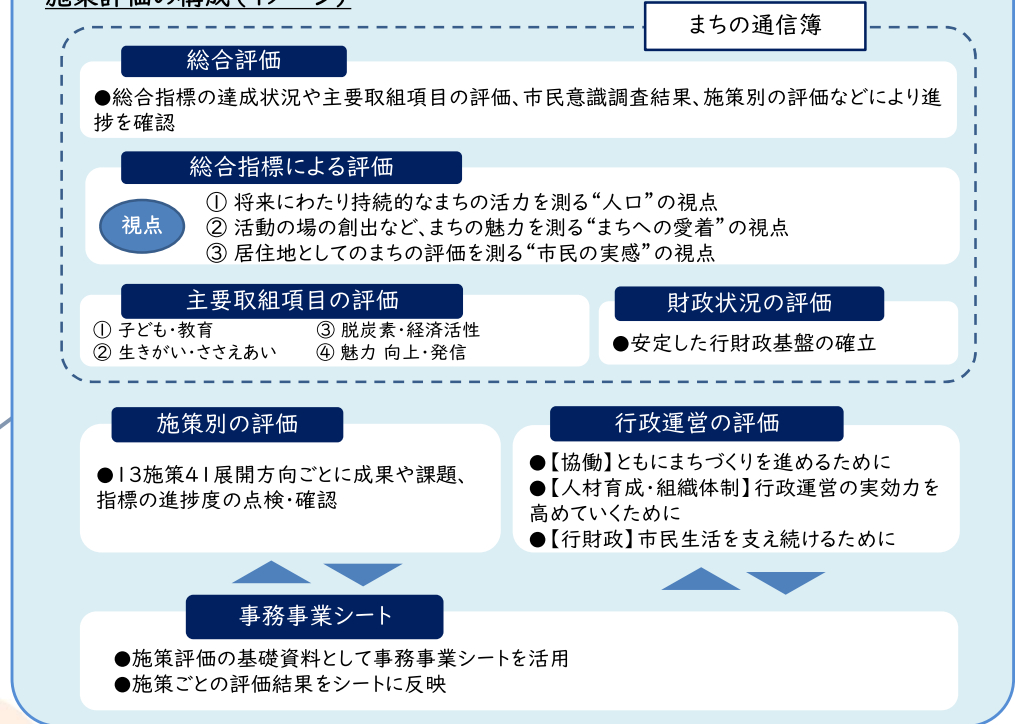 施策評価の構成(イメージ)
まちの通信簿
総合評価
●総合指標の達成状況や主要取組項目の評価、市民意識調査結果、施策別の評価などにより進
捗を確認
総合指標による評価
視点
① 将来にわたり持続的なまちの活力を測る“人口”の視点
② 活動の場の創出など、まちの魅力を測る“まちへの愛着”の視点
③ 居住地としてのまちの評価を測る“市民の実感”の視点
主要取組項目の評価
① 子ども・教育
② 生きがい・ささえあい
③ 脱炭素・経済活性
④ 魅力 向上・発信
財政状況の評価
●安定した行財政基盤の確立
施策別の評価
●13施策41展開方向ごとに成果や課題、
指標の進捗度の点検・確認
行政運営の評価
●【協働】ともにまちづくりを進めるために
●【人材育成・組織体制】行政運営の実効力を
高めていくために
●【行財政】市民生活を支え続けるために
事務事業シート
●施策評価の基礎資料として事務事業シートを活用
●施策ごとの評価結果をシートに反映